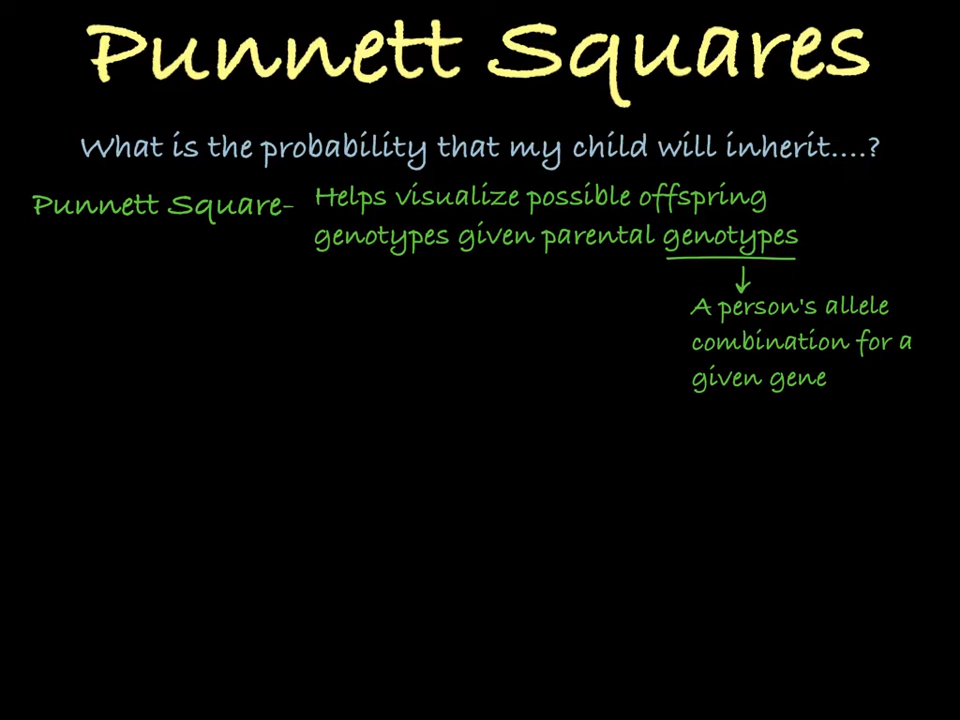 Punnett Squares
What is the probability that my child will inherit....?
Punnett Square- Helps visualize possible offspring
genotypes given parental genotypes
↓
A person's allele
combination for a
given gene